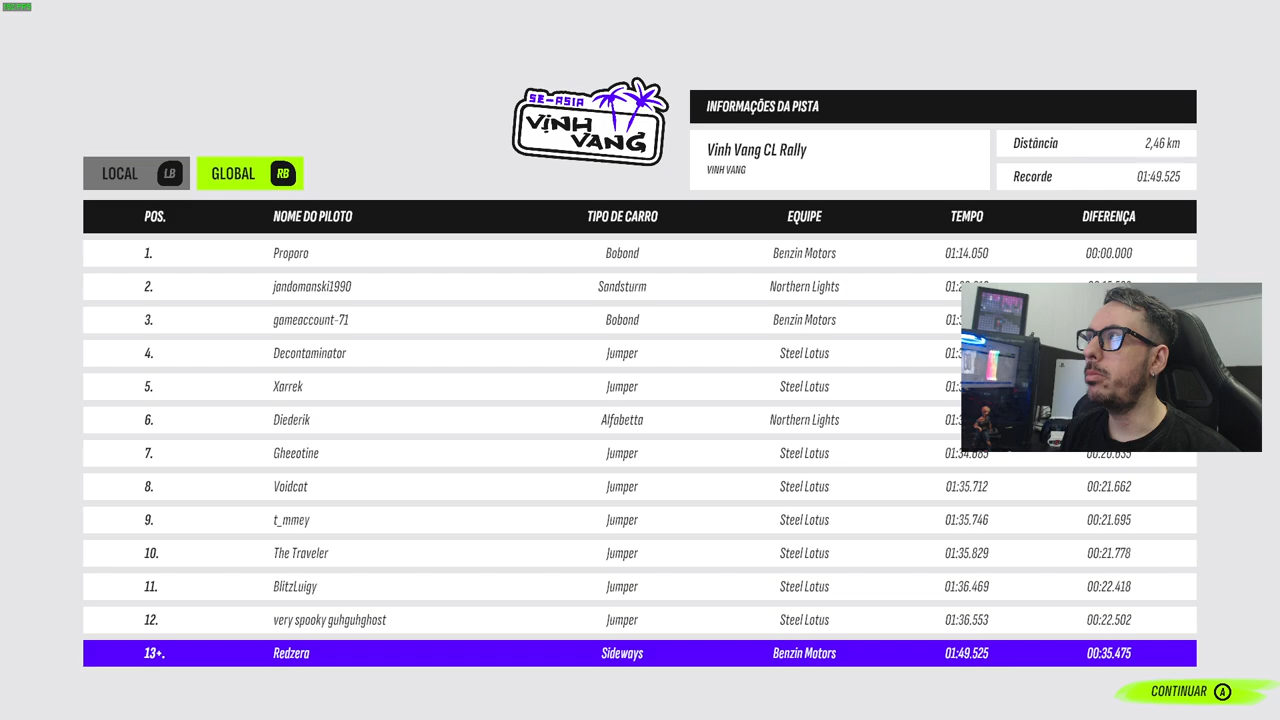 SE-ASIA
VINH
VANG
INFORMAÇÕES DA PISTA
Vinh Vang CL Rally
VINH VANG
Distância 2,46 km
Recorde 01:49.525
LOCAL LB GLOBAL RB
POS. NOME DO PILOTO TIPO DE CARRO EQUIPE TEMPO DIFERENÇA
1. Proporo Bobond Benzin Motors 01:14.050 00:00.000
2. jandomanski1990 Sandsturm Northern Lights
3. gameaccount-71 Bobond Benzin Motors
4. Decontaminator Jumper Steel Lotus
5. Xarrek Jumper Steel Lotus
6. Diederik Alfabetta Northern Lights
7. Gheeotine Jumper Steel Lotus
8. Voidcat Jumper Steel Lotus 01:35.712 00:21.662
9. t_mmey Jumper Steel Lotus 01:35.746 00:21.695
10. The Traveler Jumper Steel Lotus 01:35.829 00:21.778
11. BlitzLuigy Jumper Steel Lotus 01:36.469 00:22.418
12. very spooky guhguhghost Jumper Steel Lotus 01:36.553 00:22.502
13+. Redzera Sideways Benzin Motors 01:49.525 00:35.475
CONTINUAR A